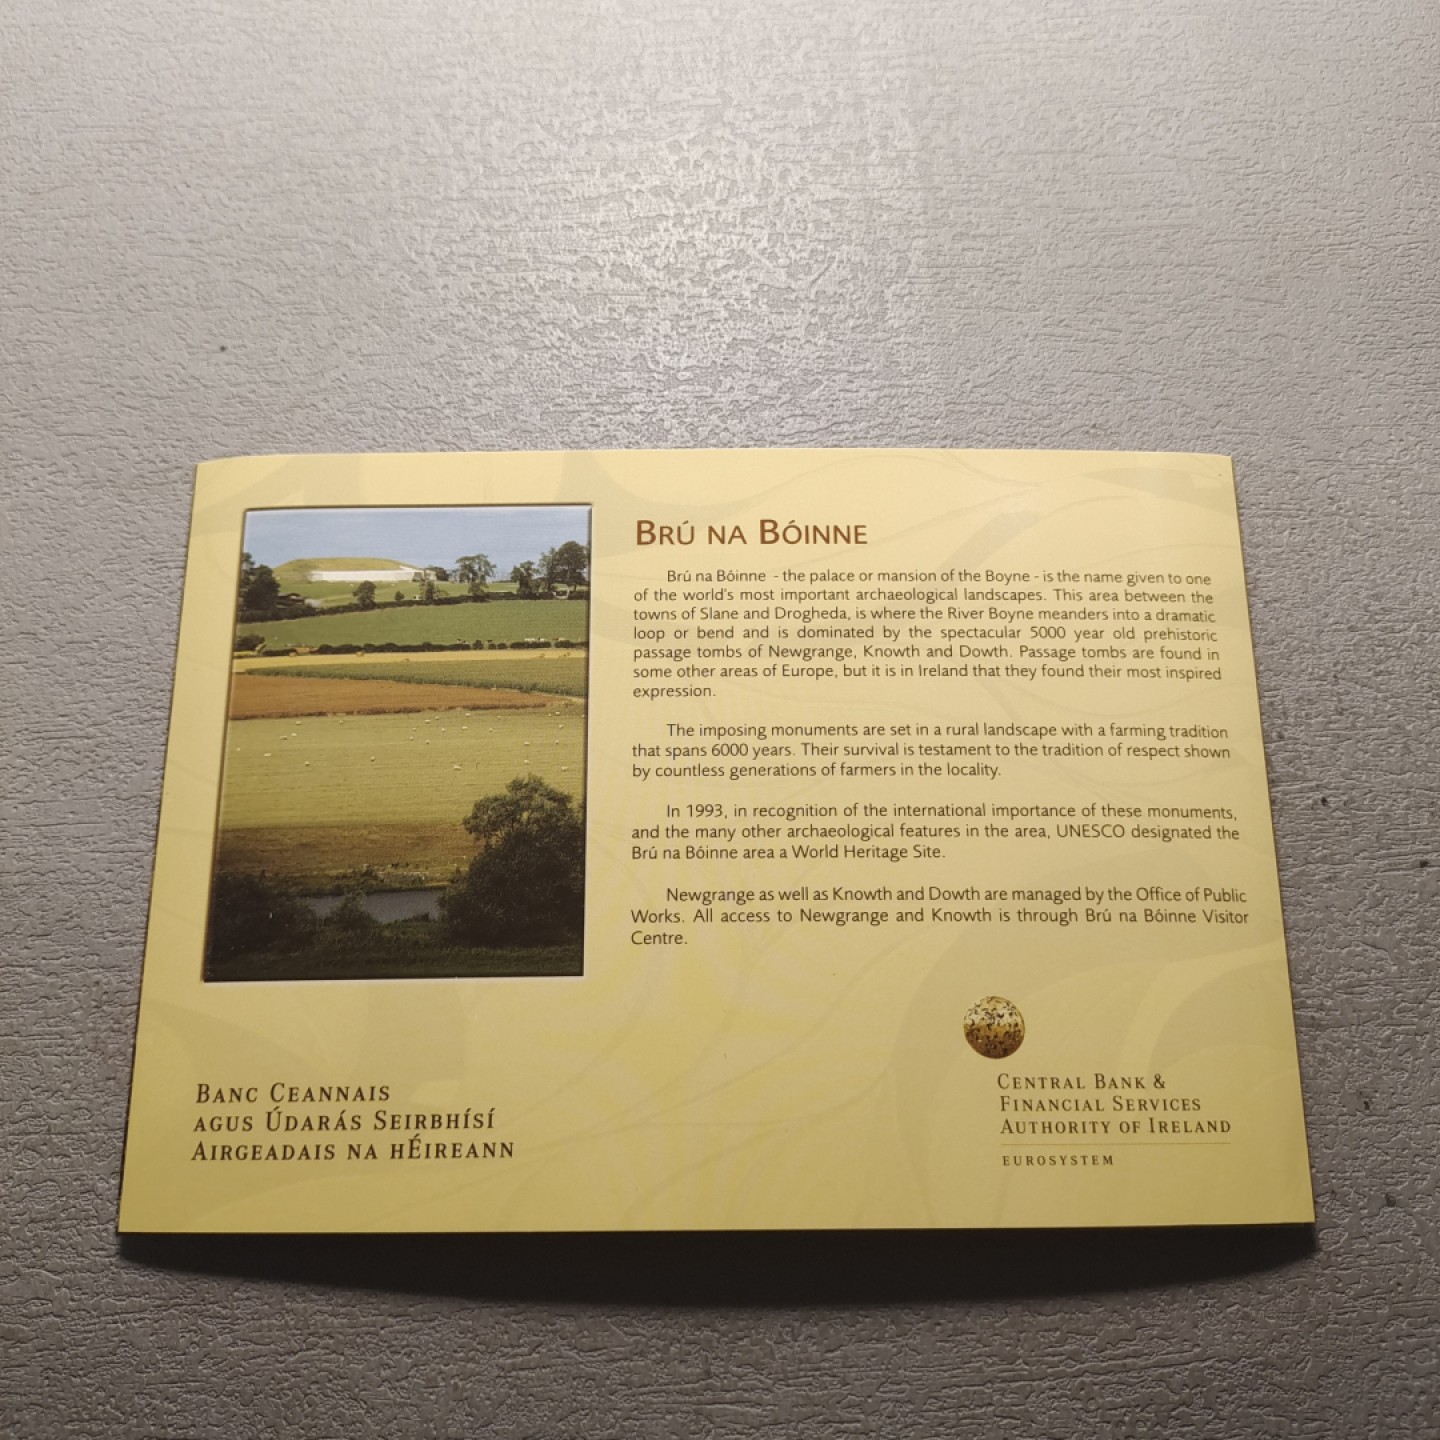 BRÚ NA BÓINNE
Brú na Bóinne - the palace or mansion of the Boyne - is the name given to one
of the world's most important archaeological landscapes. This area between the
towns of Slane and Drogheda, is where the River Boyne meanders into a dramatic
loop or bend and is dominated by the spectacular 5000 year old prehistoric
passage tombs of Newgrange, Knowth and Dowth. Passage tombs are found in
some other areas of Europe, but it is in Ireland that they found their most inspired
expression.
The imposing monuments are set in a rural landscape with a farming tradition
that spans 6000 years. Their survival is testament to the tradition of respect shown
by countless generations of farmers in the locality.
In 1993, in recognition of the international importance of these monuments,
and the many other archaeological features in the area, UNESCO designated the
Brú na Bóinne area a World Heritage Site.
Newgrange as well as Knowth and Dowth are managed by the Office of Public
Works. All access to Newgrange and Knowth is through Brú na Bóinne Visitor
Centre.
BANC CEANNAIS
AGUS ÚDARÁS SEIRBHÍSÍ
AIRGEADAIS NA hÉIREANN
CENTRAL BANK &
FINANCIAL SERVICES
AUTHORITY OF IRELAND
EUROSYSTEM